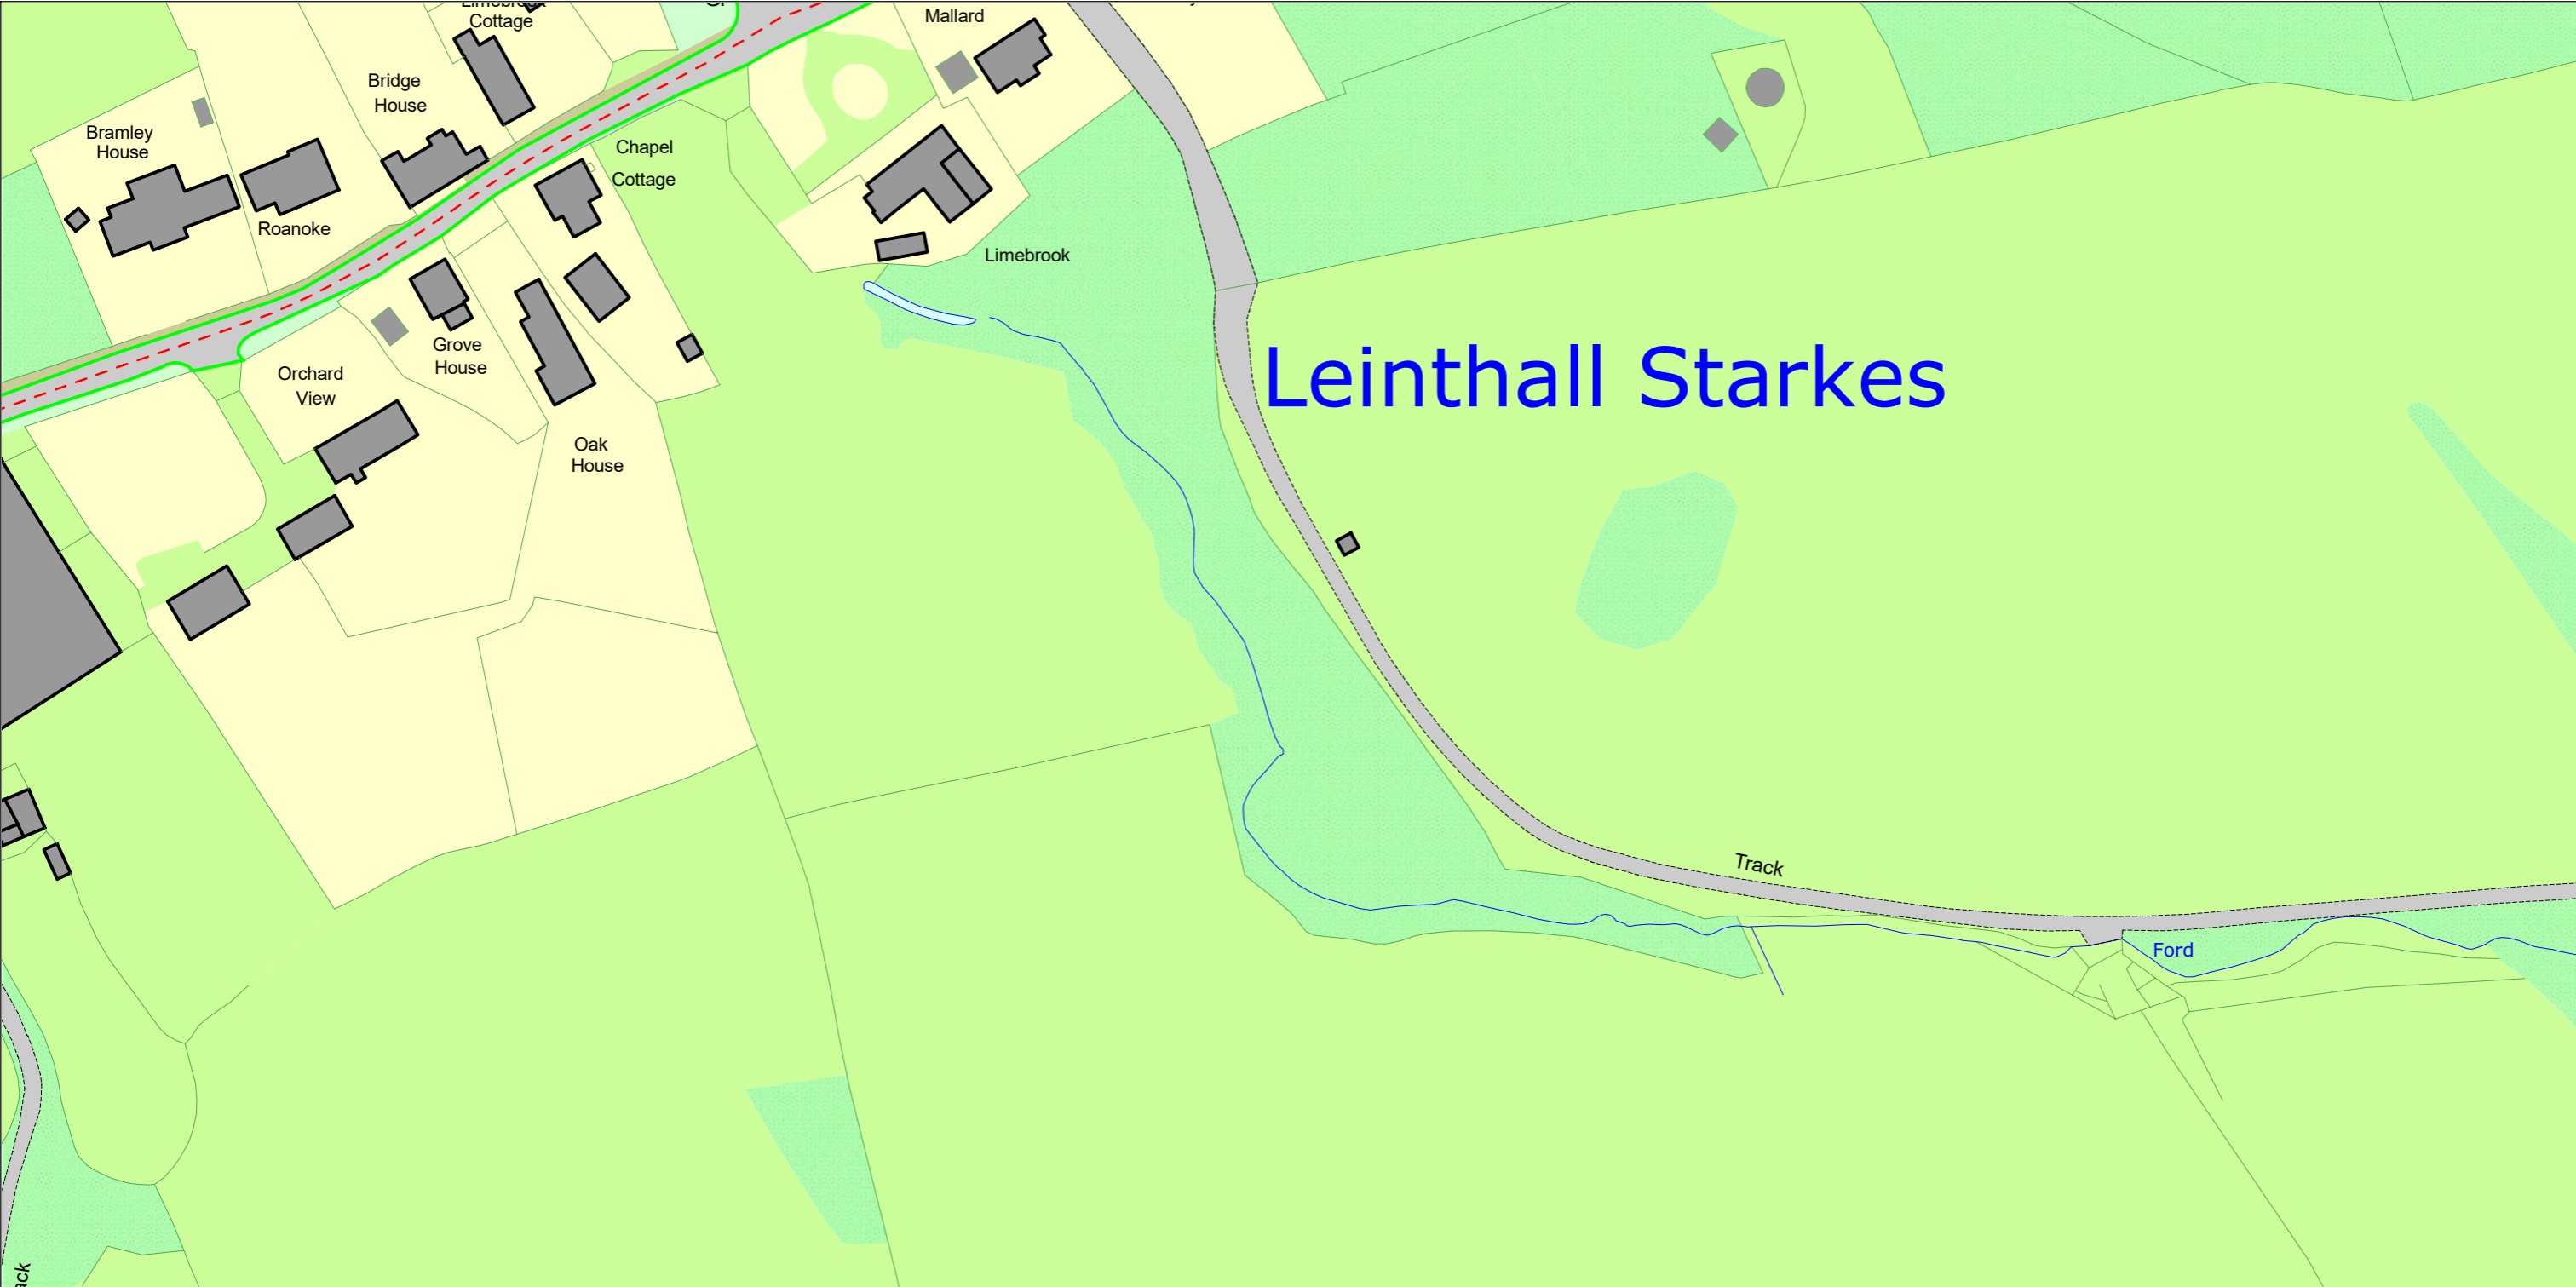 Limebrook
Cottage
Mallard
Bridge
House
Bramley
House
Chapel
Cottage
Roanoke
Limebrook
Grove
House
Orchard
View
Oak
House
Leinthall Starkes
Track
Ford